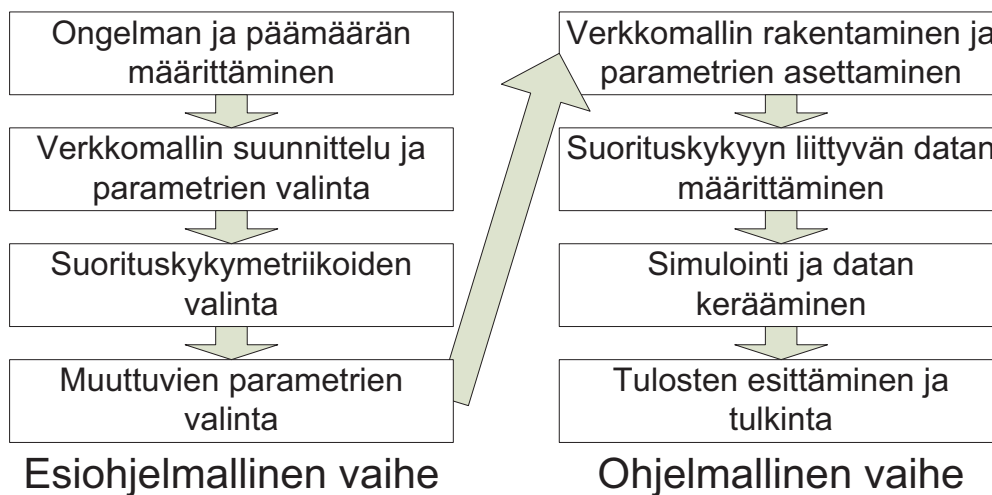 Ongelman ja päämäärän
määrittäminen
Verkkomallin suunnittelu ja
parametrien valinta
Suorituskykymetriikoiden
valinta
Muuttuvien parametrien
valinta
Esiohjelmallinen vaihe
Verkkomallin rakentaminen ja
parametrien asettaminen
Suorituskykyyn liittyvän datan
määrittäminen
Simulointi ja datan
kerääminen
Tulosten esittäminen ja
tulkinta
Ohjelmallinen vaihe